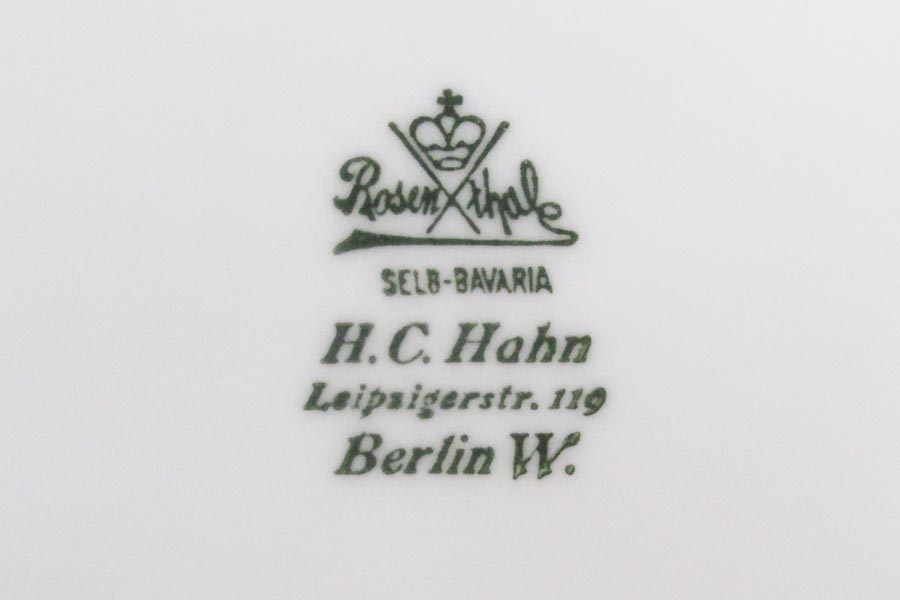 Rosenthal
SELB-BAVARIA
H. C. Hahn
Leipzigerstr. 119
Berlin W.